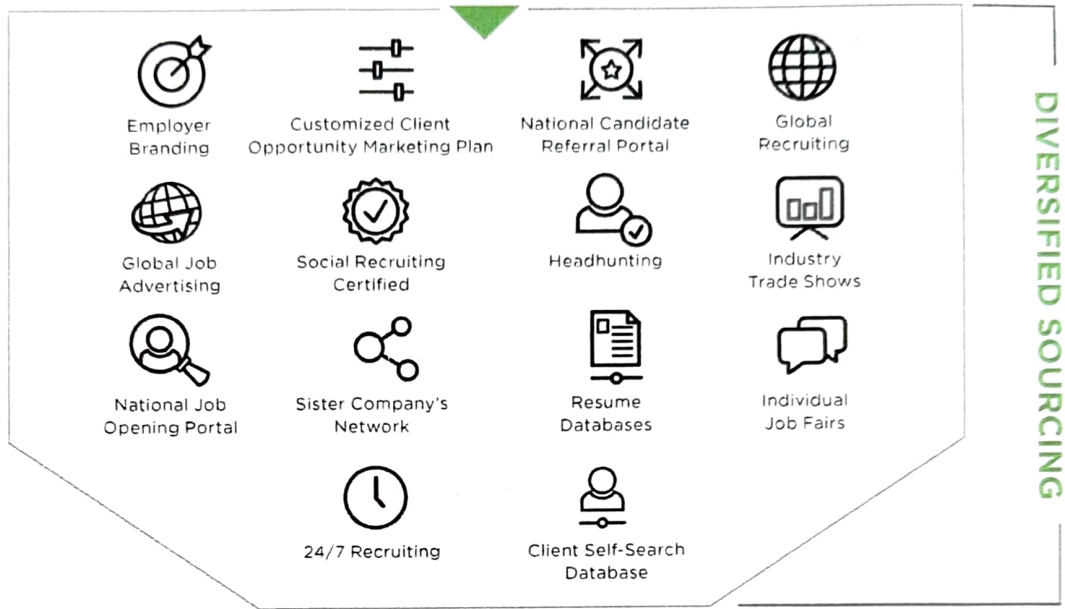 Employer
Branding
Customized Client
Opportunity Marketing Plan
National Candidate
Referral Portal
Global
Recruiting
Global Job
Advertising
Social Recruiting
Certified
Headhunting
Industry
Trade Shows
National Job
Opening Portal
Sister Company's
Network
Resume
Databases
Individual
Job Fairs
24/7 Recruiting
Client Self-Search
Database
DIVERSIFIED SOURCING